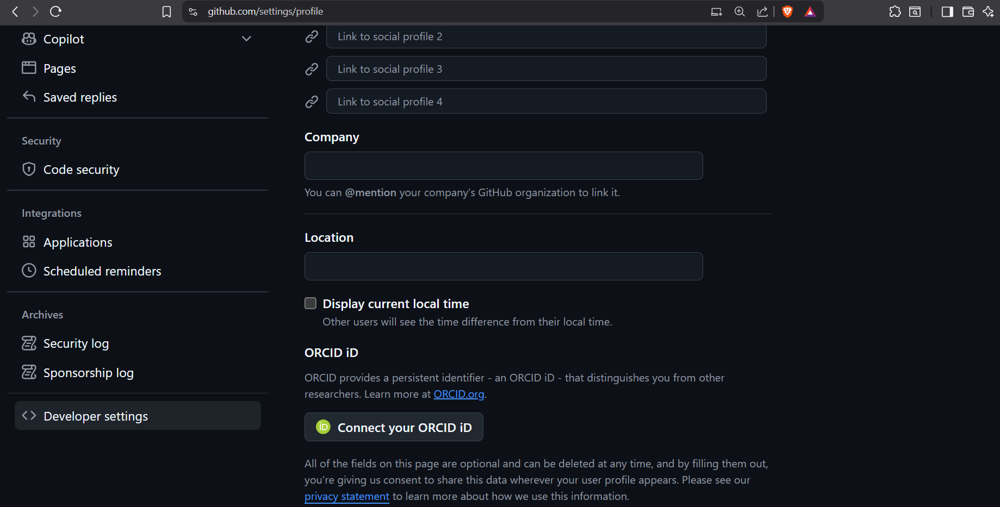 github.com/settings/profile
Copilot
Pages
Saved replies
Security
Code security
Integrations
Applications
Scheduled reminders
Archives
Security log
Sponsorship log
Developer settings
Link to social profile 2
Link to social profile 3
Link to social profile 4
Company
You can @mention your company’s GitHub organization to link it.
Location
Display current local time
Other users will see the time difference from their local time.
ORCID iD
ORCID provides a persistent identifier - an ORCID iD - that distinguishes you from other
researchers. Learn more at ORCID.org.
iD Connect your ORCID iD
All of the fields on this page are optional and can be deleted at any time, and by filling them out,
you're giving us consent to share this data wherever your user profile appears. Please see our
privacy statement to learn more about how we use this information.